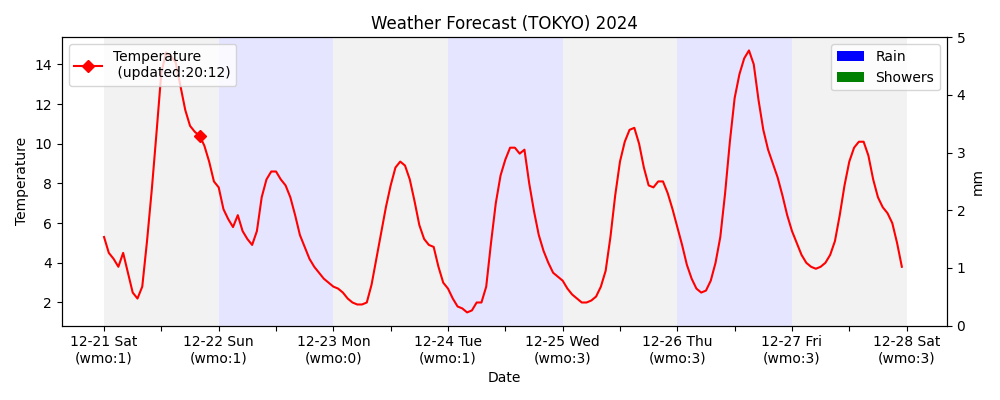 Weather Forecast (TOKYO) 2024
Temperature
(updated:20:12)
Rain
Showers
Temperature
14
12
10
8
6
4
2
5
4
3
2
1
0
mm
12-21 Sat
(wmo:1)
12-22 Sun
(wmo:1)
12-23 Mon
(wmo:0)
12-24 Tue
(wmo:1)
12-25 Wed
(wmo:3)
12-26 Thu
(wmo:3)
12-27 Fri
(wmo:3)
12-28 Sat
(wmo:3)
Date